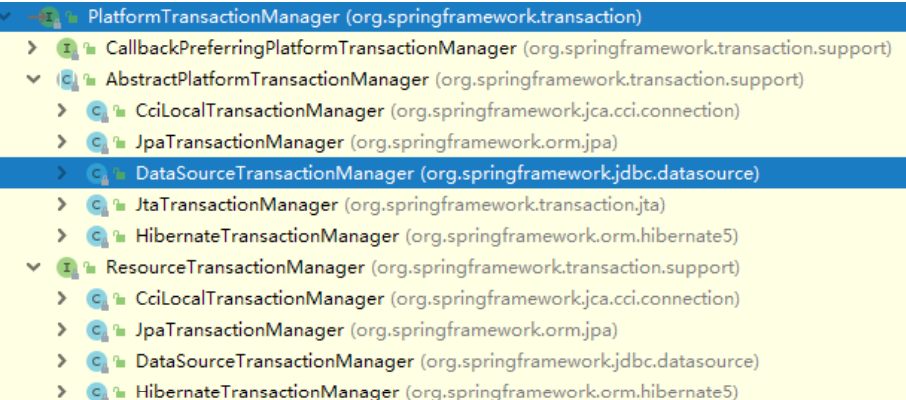 PlatformTransactionManager (org.springframework.transaction)
CallbackPreferringPlatformTransactionManager (org.springframework.transaction.support)
AbstractPlatformTransactionManager (org.springframework.transaction.support)
CciLocalTransactionManager (org.springframework.jca.cci.connection)
JpaTransactionManager (org.springframework.orm.jpa)
DataSourceTransactionManager (org.springframework.jdbc.datasource)
JtaTransactionManager (org.springframework.transaction.jta)
HibernateTransactionManager (org.springframework.orm.hibernate5)
ResourceTransactionManager (org.springframework.transaction.support)
CciLocalTransactionManager (org.springframework.jca.cci.connection)
JpaTransactionManager (org.springframework.orm.jpa)
DataSourceTransactionManager (org.springframework.jdbc.datasource)
HibernateTransactionManager (org.springframework.orm.hibernate5)